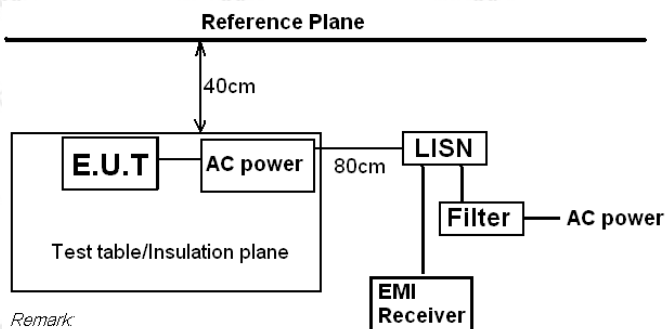 Reference Plane
40cm
E.U.T
AC power
80cm
LISN
Filter
AC power
Test table/Insulation plane
EMI
Receiver
Remark: